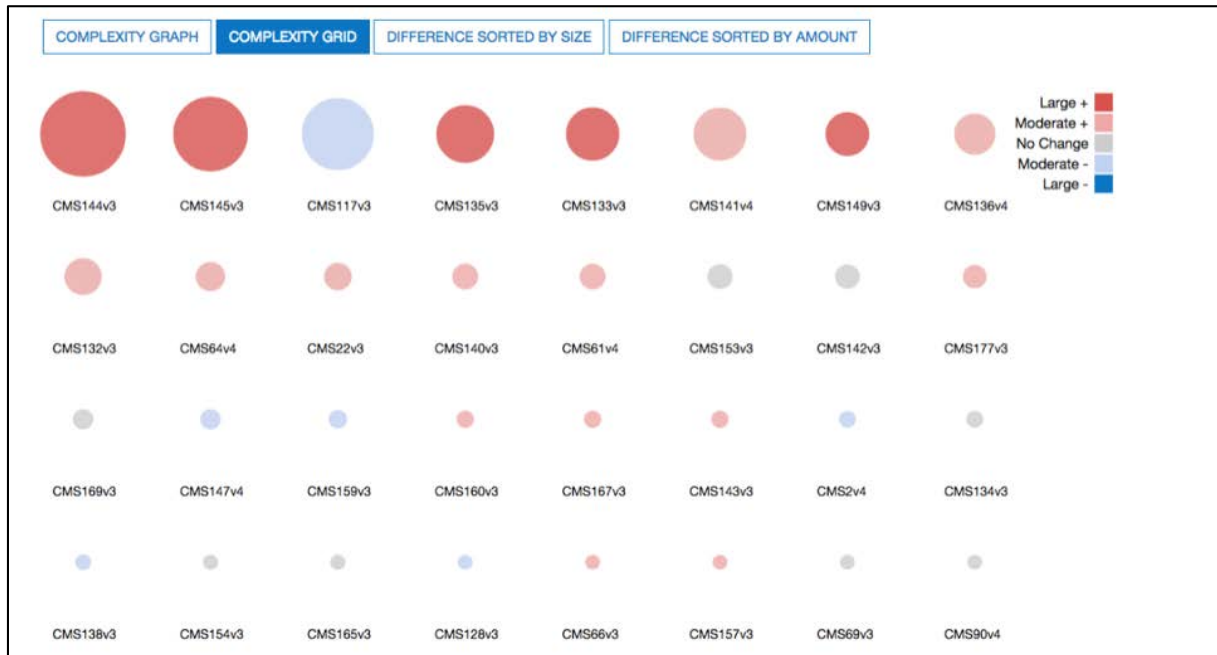 COMPLEXITY GRAPH
COMPLEXITY GRID
DIFFERENCE SORTED BY SIZE
DIFFERENCE SORTED BY AMOUNT
Large +
Moderate +
No Change
Moderate -
Large -
CMS144v3 CMS145v3 CMS117v3 CMS135v3 CMS133v3 CMS141v4 CMS149v3 CMS136v4
CMS132v3 CMS64v4 CMS22v3 CMS140v3 CMS61v4 CMS153v3 CMS142v3 CMS177v3
CMS169v3 CMS147v4 CMS159v3 CMS160v3 CMS167v3 CMS143v3 CMS2v4 CMS134v3
CMS138v3 CMS154v3 CMS165v3 CMS128v3 CMS66v3 CMS157v3 CMS69v3 CMS90v4